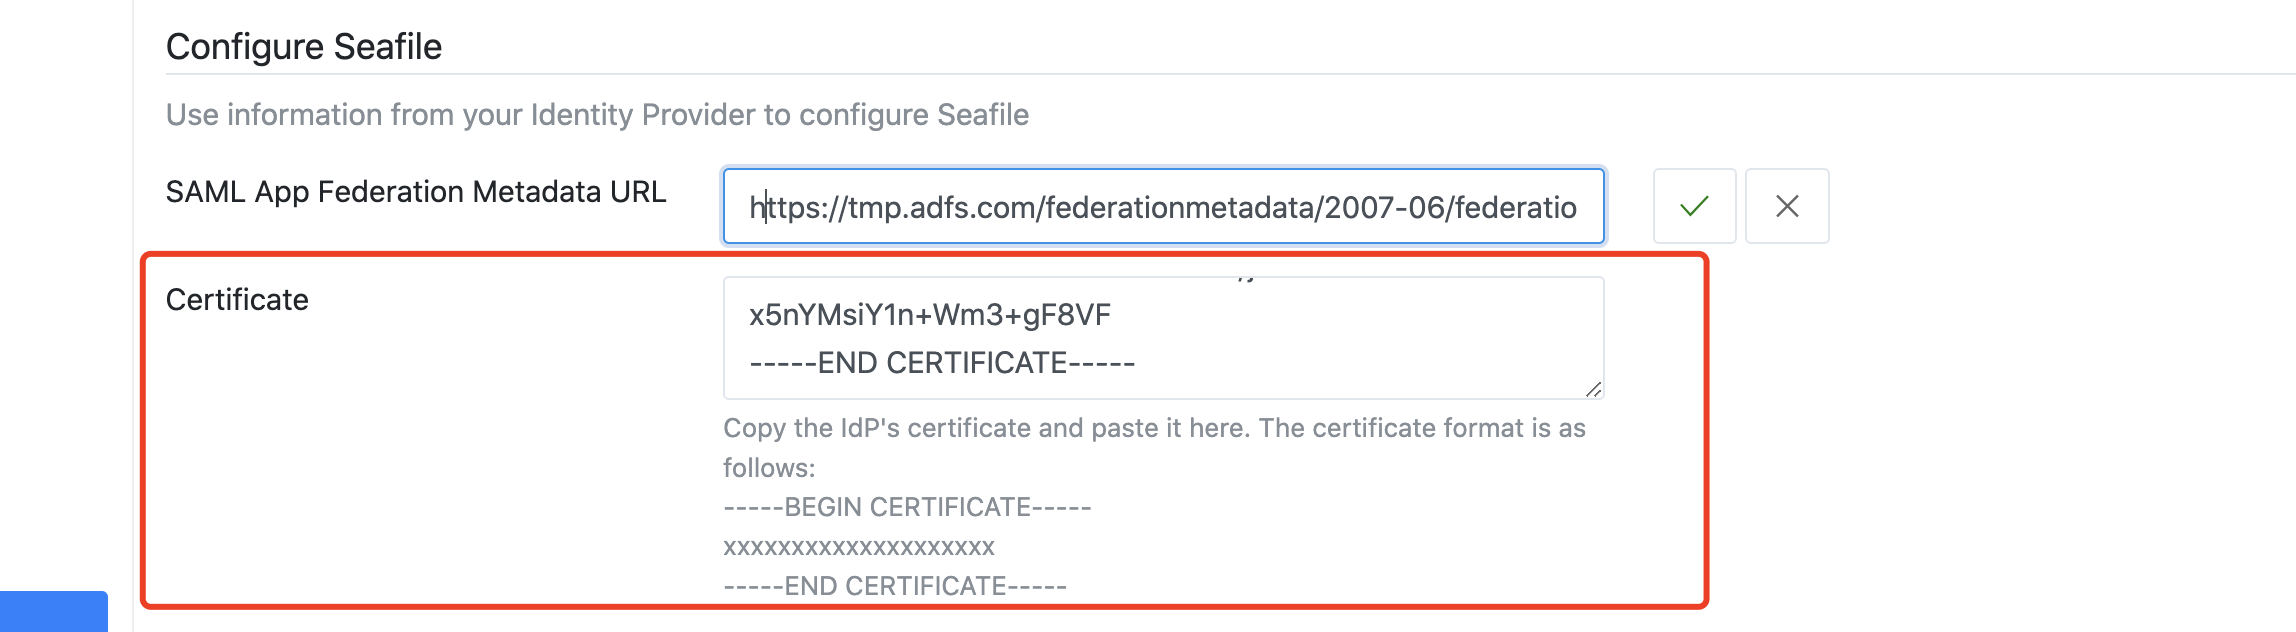 Configure Seafile
Use information from your Identity Provider to configure Seafile
SAML App Federation Metadata URL
https://tmp.adfs.com/federationmetadata/2007-06/federatio
Certificate
x5nYMsiY1n+Wm3+gF8VF
-----END CERTIFICATE-----
Copy the IdP's certificate and paste it here. The certificate format is as
follows:
-----BEGIN CERTIFICATE-----
xxxxxxxxxxxxxxxxxxxx
-----END CERTIFICATE-----